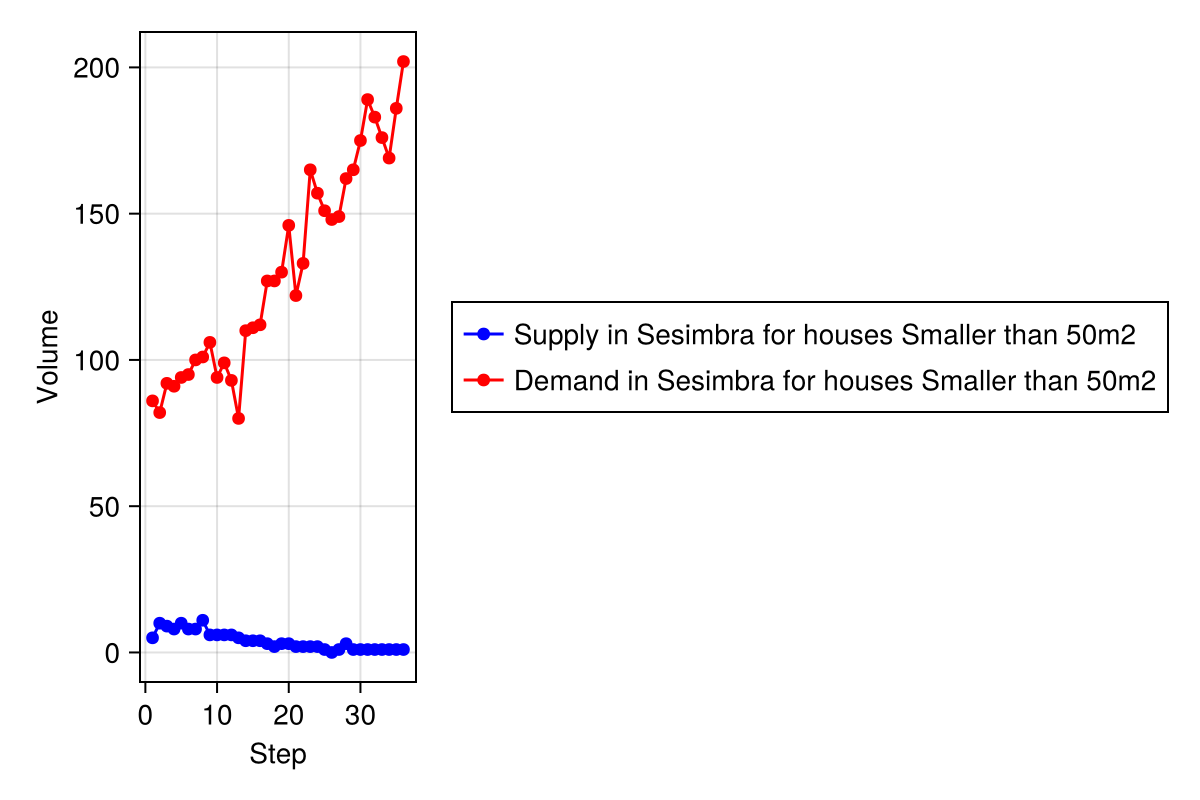 200
150
100
50
0
Volume
0 10 20 30
Step
Supply in Sesimbra for houses Smaller than 50m2
Demand in Sesimbra for houses Smaller than 50m2